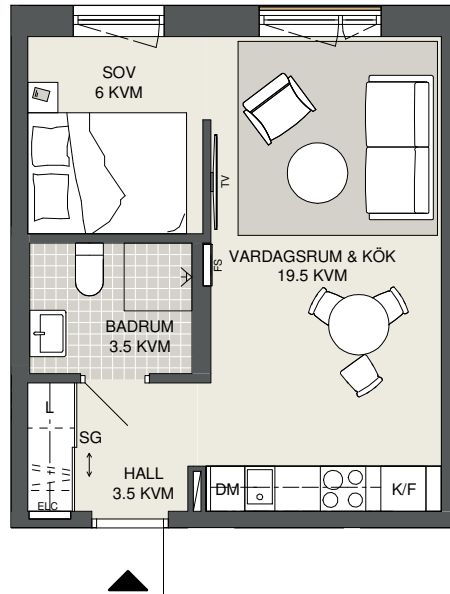 SOV
6 KVM
TV
FS
VARDAGSRUM & KÖK
19.5 KVM
BADRUM
3.5 KVM
L
SG
HALL
3.5 KVM
ELC
DM
K/F